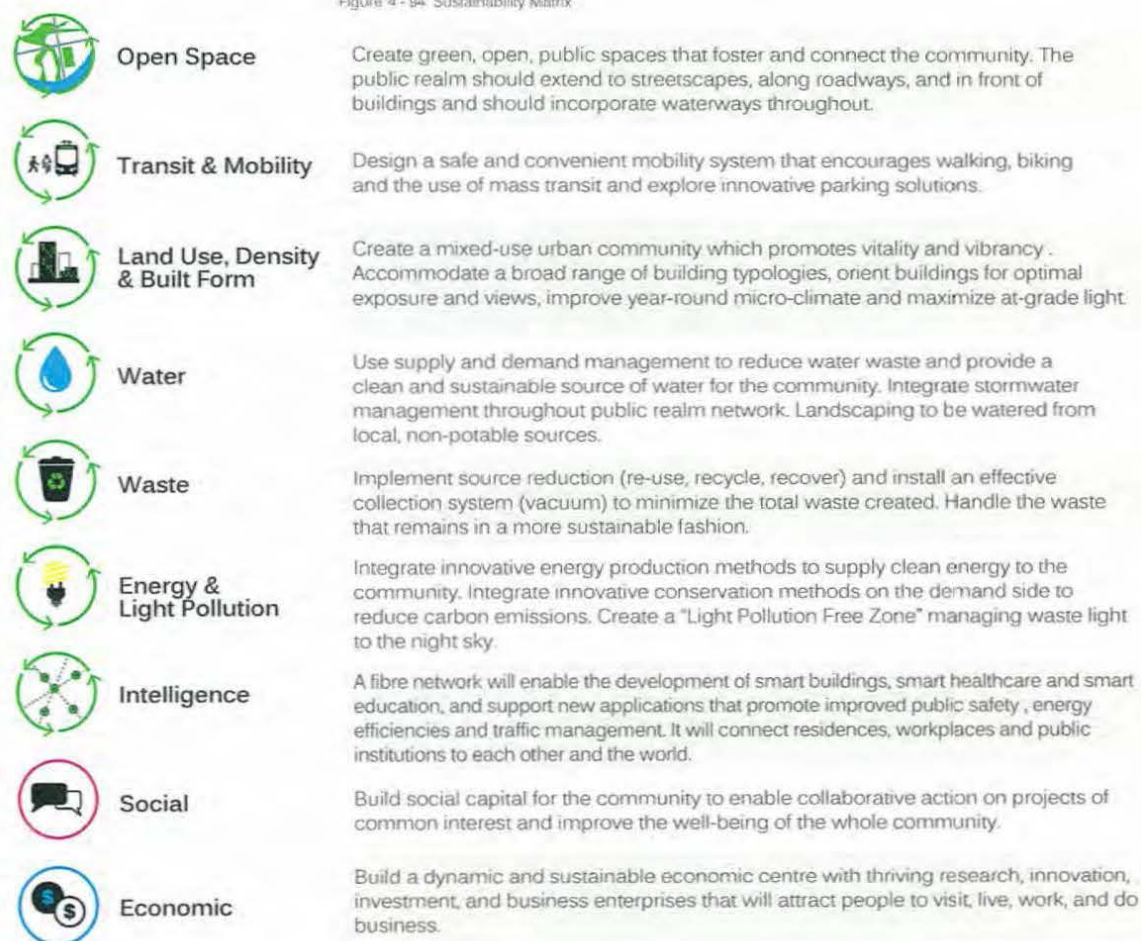 Figure 4 - 94 Sustainability Matrix
Open Space
Create green, open, public spaces that foster and connect the community. The
public realm should extend to streetscapes, along roadways, and in front of
buildings and should incorporate waterways throughout.
Transit & Mobility
Design a safe and convenient mobility system that encourages walking, biking
and the use of mass transit and explore innovative parking solutions.
Land Use, Density
& Built Form
Create a mixed-use urban community which promotes vitality and vibrancy .
Accommodate a broad range of building typologies, orient buildings for optimal
exposure and views, improve year-round micro-climate and maximize at-grade light.
Water
Use supply and demand management to reduce water waste and provide a
clean and sustainable source of water for the community. Integrate stormwater
management throughout public realm network. Landscaping to be watered from
local, non-potable sources.
Waste
Implement source reduction (re-use, recycle, recover) and install an effective
collection system (vacuum) to minimize the total waste created. Handle the waste
that remains in a more sustainable fashion.
Energy &
Light Pollution
Integrate innovative energy production methods to supply clean energy to the
community. Integrate innovative conservation methods on the demand side to
reduce carbon emissions. Create a "Light Pollution Free Zone" managing waste light
to the night sky.
Intelligence
A fibre network will enable the development of smart buildings, smart healthcare and smart
education, and support new applications that promote improved public safety , energy
efficiencies and traffic management. It will connect residences, workplaces and public
institutions to each other and the world.
Social
Build social capital for the community to enable collaborative action on projects of
common interest and improve the well-being of the whole community.
$
$
Economic
Build a dynamic and sustainable economic centre with thriving research, innovation,
investment, and business enterprises that will attract people to visit, live, work, and do
business.